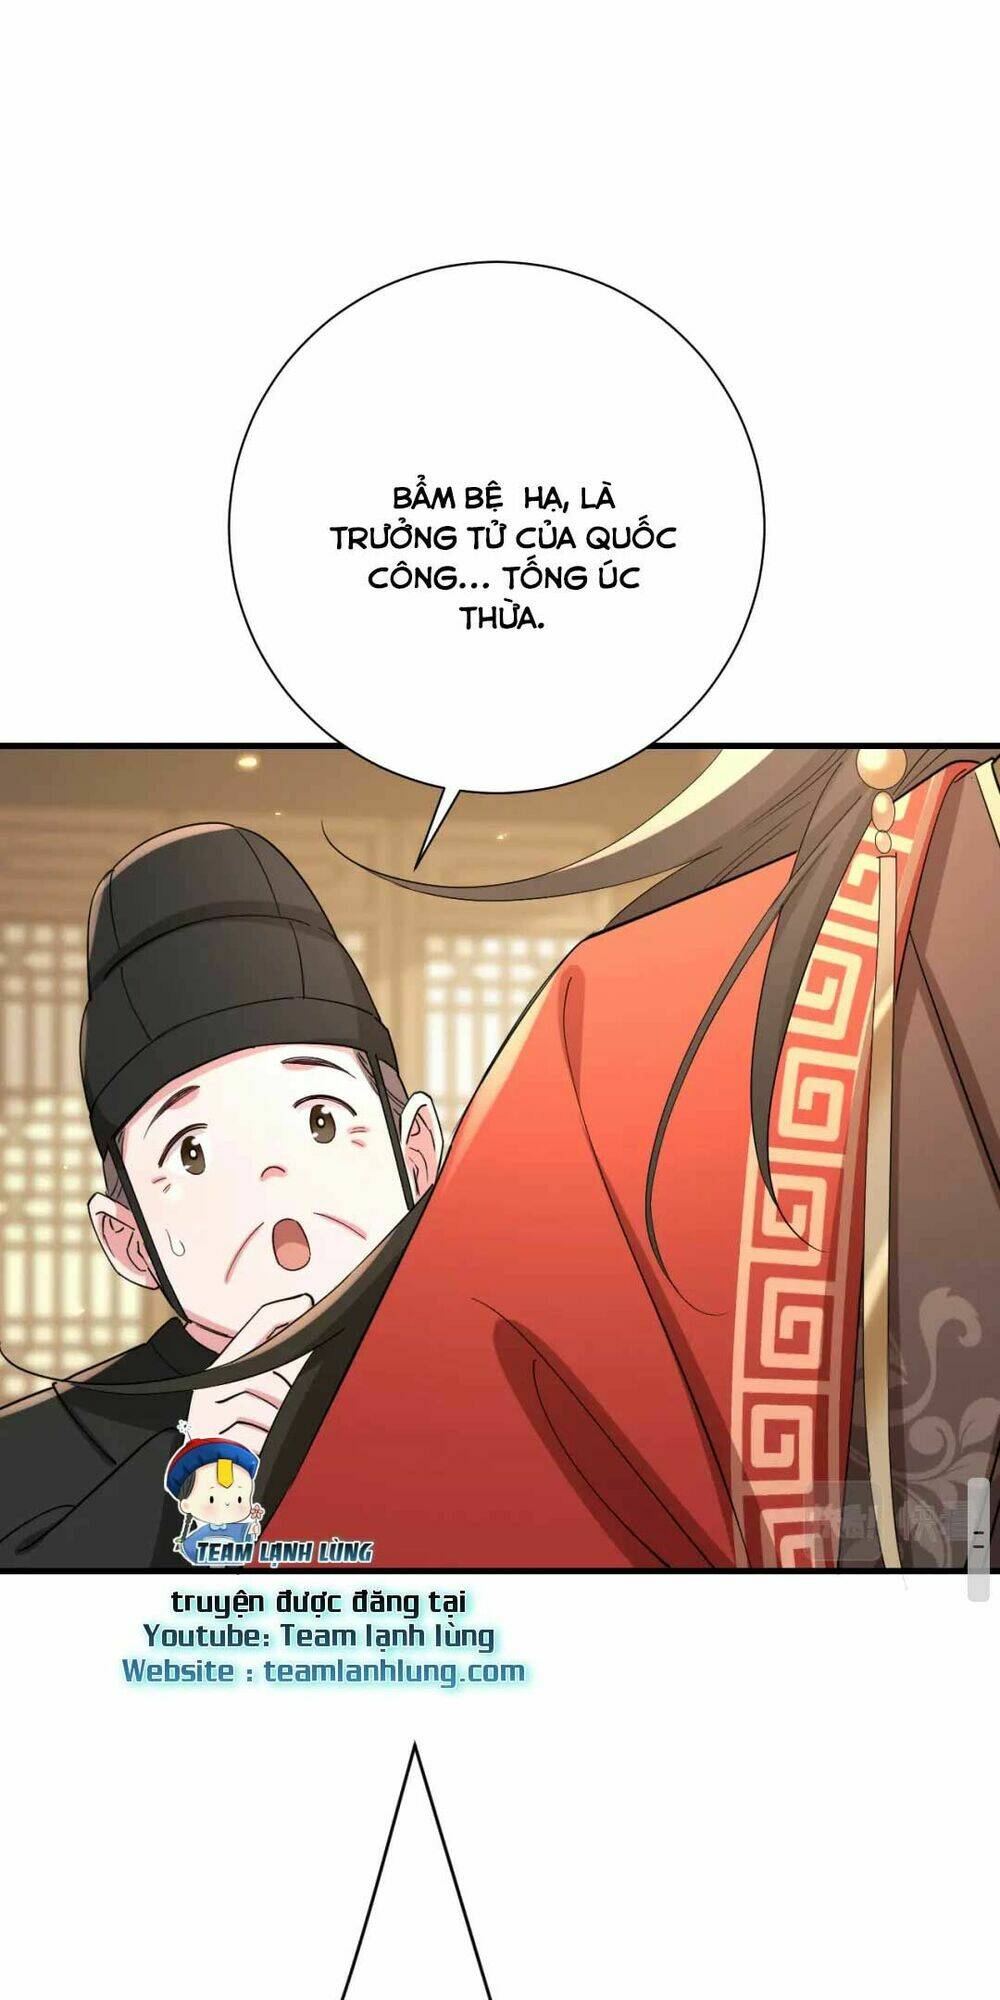 BẨM BỆ HẠ, LÀ
TRƯỞNG TỬ CỦA QUỐC
CÔNG... TỐNG ÚC
THỪA.
TEAM LẠNH LÙNG
truyện được đăng tại
Youtube: Team lạnh lùng
Website : teamlanhlung.com